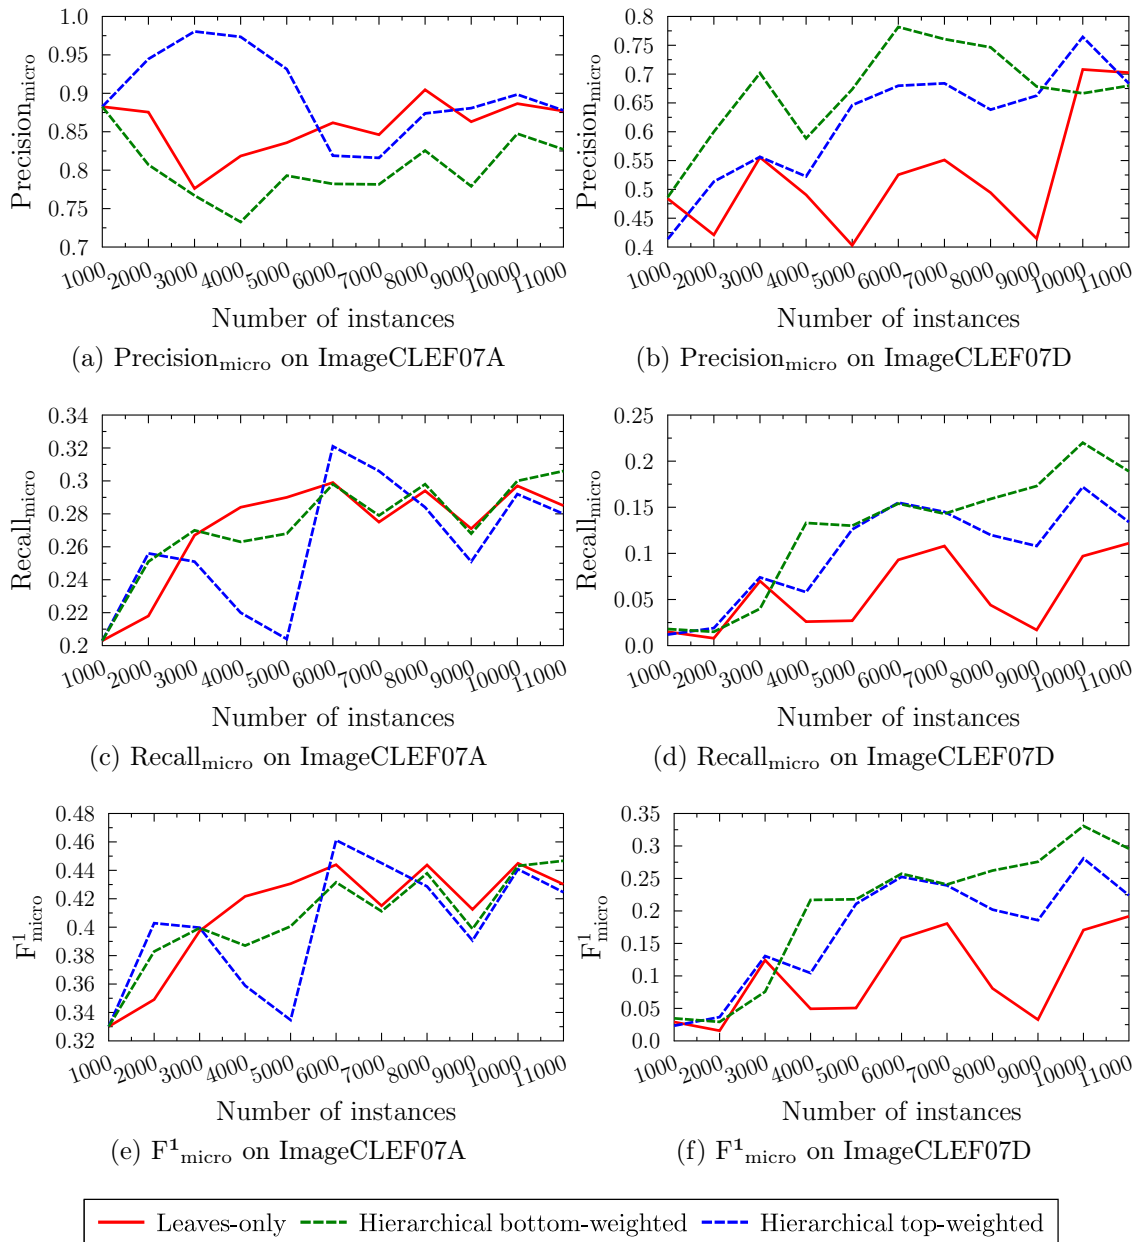 1.0
0.95
0.9
0.85
0.8
0.75
0.7
Precision_micro
1000 2000 3000 4000 5000 6000 7000 8000 9000 10000 11000
Number of instances
(a) Precision_micro on ImageCLEF07A
0.8
0.7
0.65
0.55
0.5
0.45
0.4
Precision_micro
1000 2000 3000 4000 5000 6000 7000 8000 9000 10000 11000
Number of instances
(b) Precision_micro on ImageCLEF07D
0.34
0.32
0.3
0.28
0.26
0.24
0.22
0.2
Recall_micro
1000 2000 3000 4000 5000 6000 7000 8000 9000 10000 11000
Number of instances
(c) Recall_micro on ImageCLEF07A
0.25
0.2
0.15
0.1
0.05
0.0
Recall_micro
1000 2000 3000 4000 5000 6000 7000 8000 9000 10000 11000
Number of instances
(d) Recall_micro on ImageCLEF07D
0.48
0.46
0.44
0.42
0.4
0.38
0.36
0.34
0.32
F¹_micro
1000 2000 3000 4000 5000 6000 7000 8000 9000 10000 11000
Number of instances
(e) F¹_micro on ImageCLEF07A
0.35
0.3
0.25
0.2
0.15
0.1
0.05
0.0
F¹_micro
1000 2000 3000 4000 5000 6000 7000 8000 9000 10000 11000
Number of instances
(f) F¹_micro on ImageCLEF07D
Leaves-only Hierarchical bottom-weighted Hierarchical top-weighted